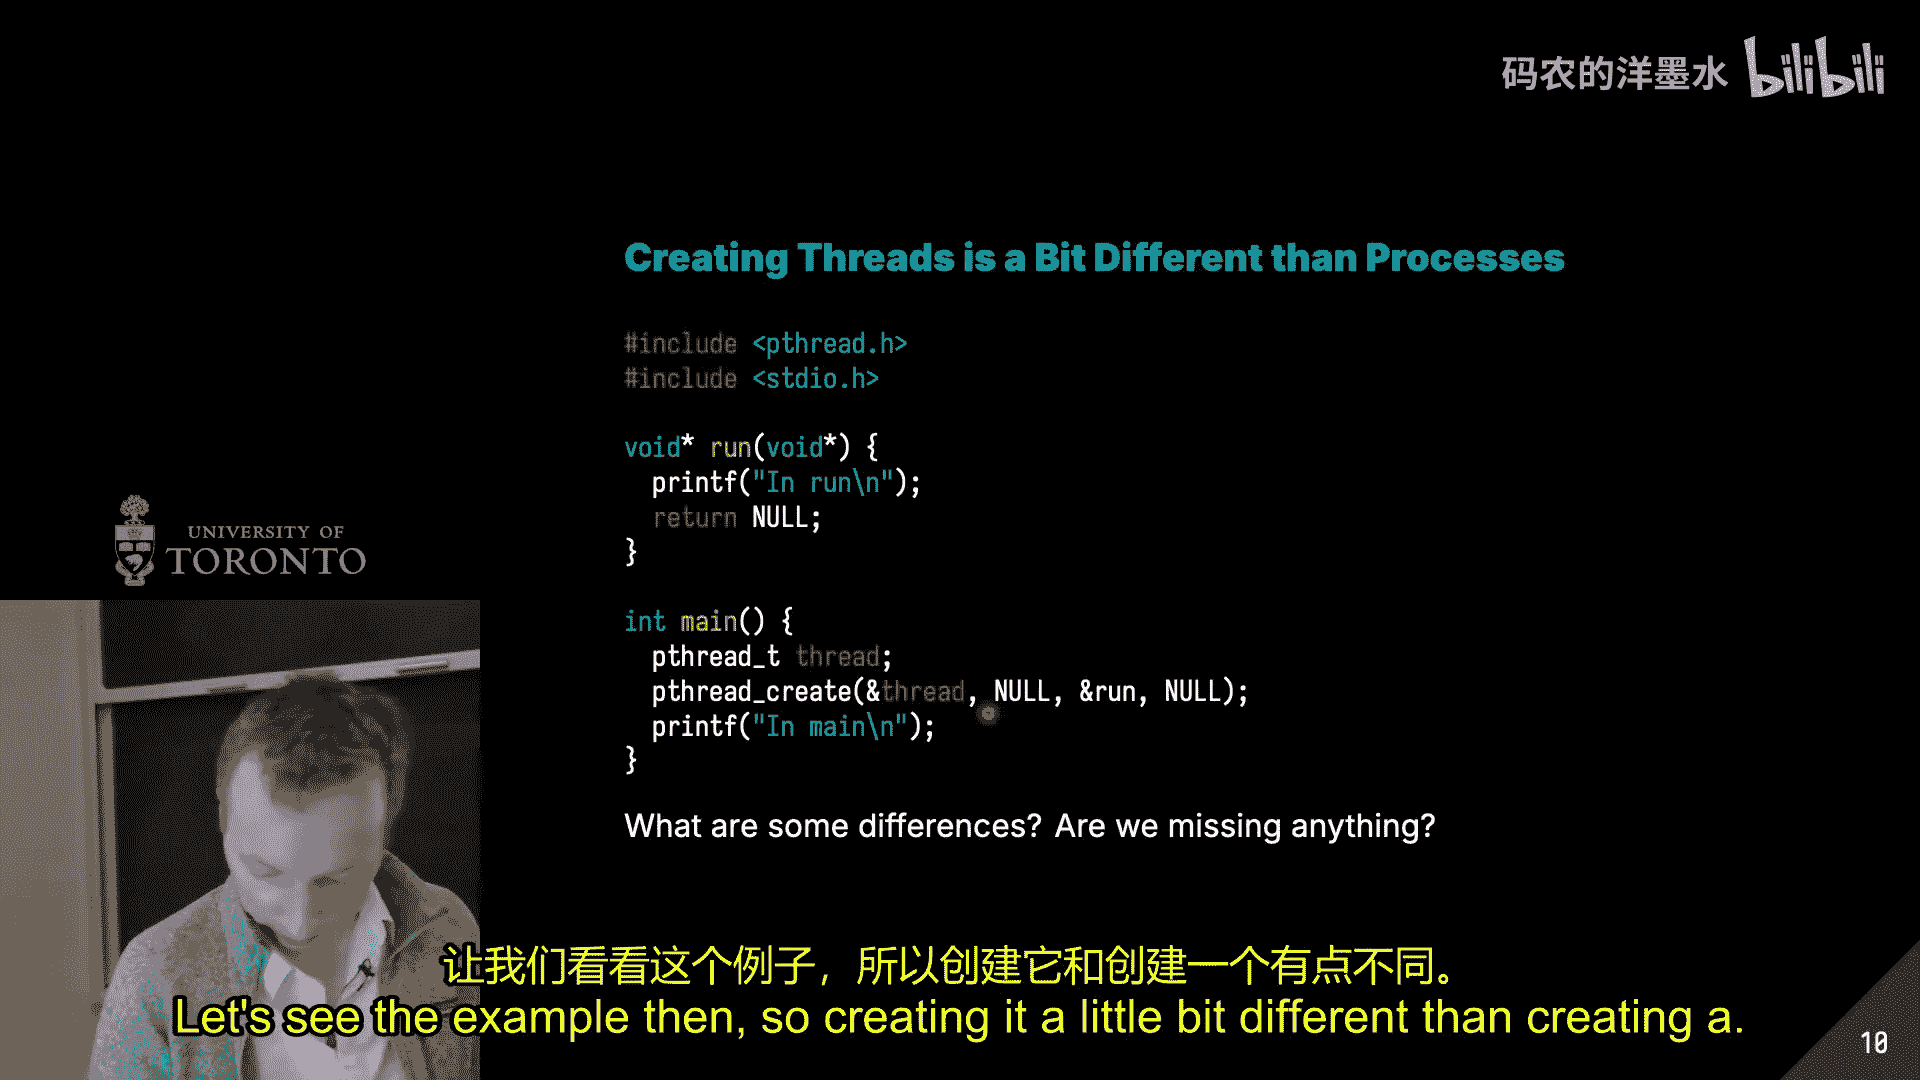 码农的洋墨水 bilibili
Creating Threads is a Bit Different than Processes
#include <pthread.h>
#include <stdio.h>
void* run(void*) {
  printf("In run\n");
  return NULL;
}
int main() {
  pthread_t thread;
  pthread_create(&thread, NULL, &run, NULL);
  printf("In main\n");
}
What are some differences? Are we missing anything?
UNIVERSITY OF
TORONTO
让我们看看这个例子，所以创建它和创建一个有点不同。
Let's see the example then, so creating it a little bit different than creating a.
10